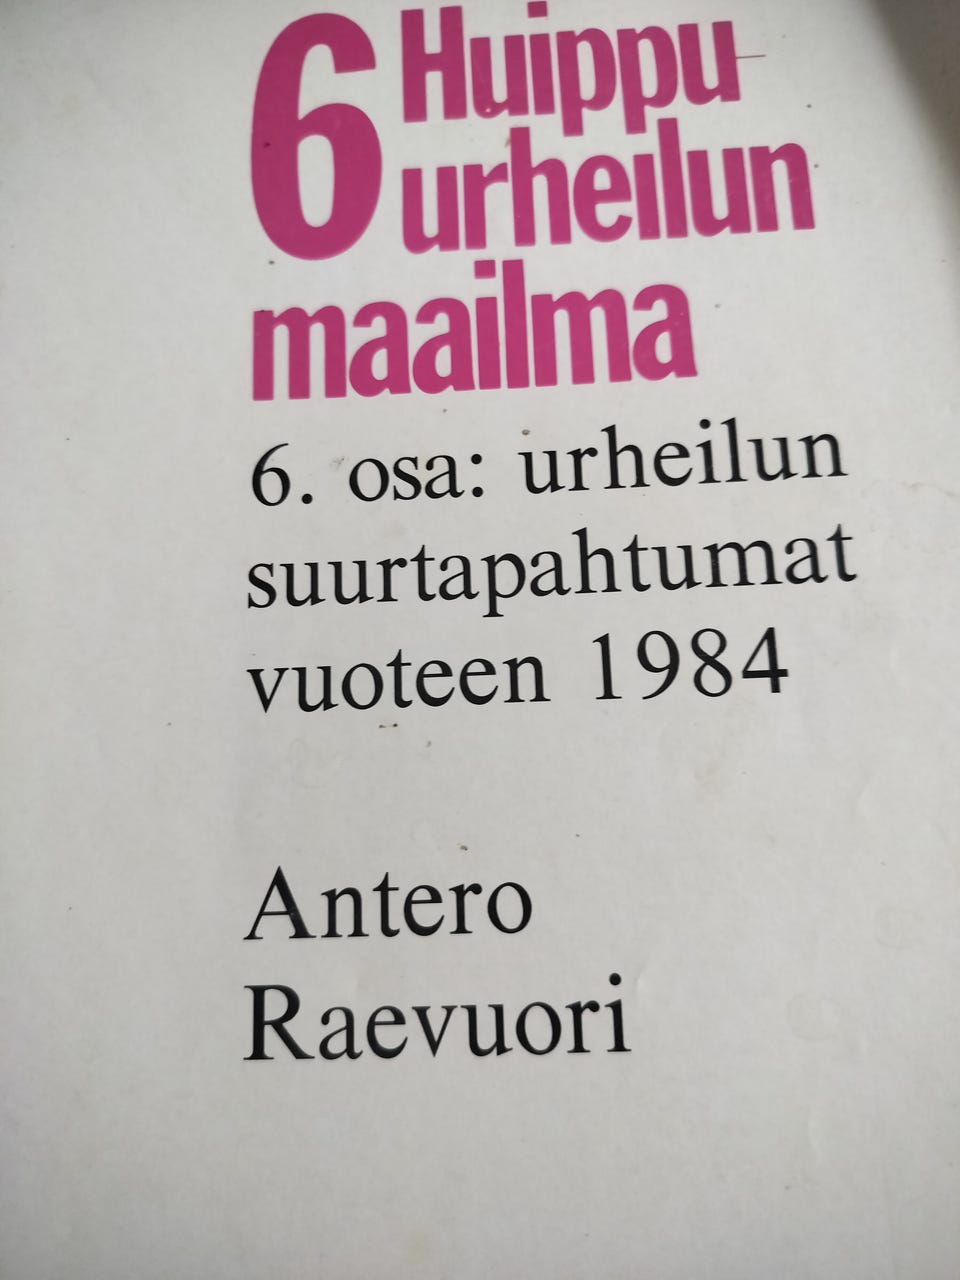 6 Huippu-
urheilun
maailma
6. osa: urheilun
suurtapahtumat
vuoteen 1984
Antero
Raevuori